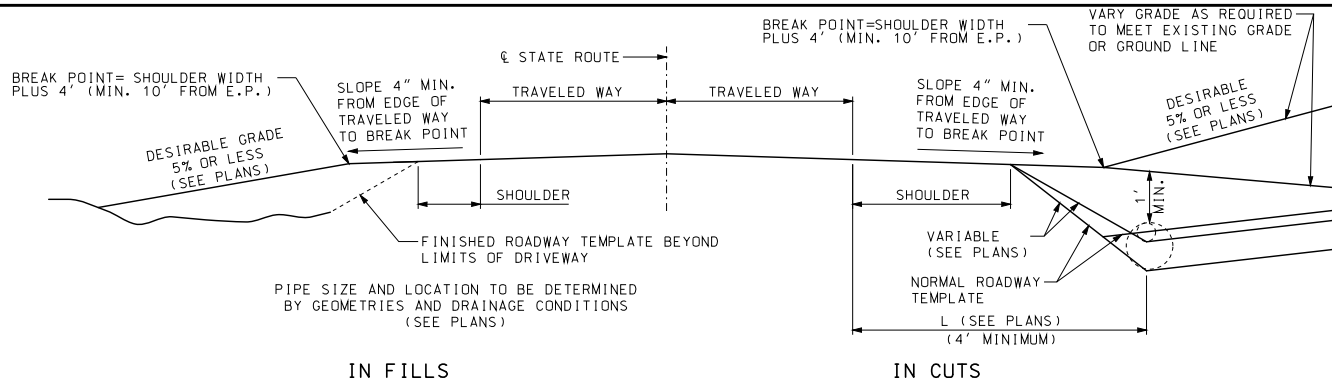 BREAK POINT=SHOULDER WIDTH
PLUS 4' (MIN. 10' FROM E.P.)
VARY GRADE AS REQUIRED
TO MEET EXISTING GRADE
OR GROUND LINE
℄ STATE ROUTE
BREAK POINT= SHOULDER WIDTH
PLUS 4' (MIN. 10' FROM E.P.)
SLOPE 4" MIN.
FROM EDGE OF
TRAVELED WAY
TO BREAK POINT
TRAVELED WAY
TRAVELED WAY
SLOPE 4" MIN.
FROM EDGE OF
TRAVELED WAY
TO BREAK POINT
DESIRABLE
5% OR LESS
(SEE PLANS)
DESIRABLE GRADE
5% OR LESS
(SEE PLANS)
SHOULDER
SHOULDER
1'
MIN.
FINISHED ROADWAY TEMPLATE BEYOND
LIMITS OF DRIVEWAY
VARIABLE
(SEE PLANS)
NORMAL ROADWAY
TEMPLATE
PIPE SIZE AND LOCATION TO BE DETERMINED
BY GEOMETRIES AND DRAINAGE CONDITIONS
(SEE PLANS)
L (SEE PLANS)
(4' MINIMUM)
IN FILLS
IN CUTS